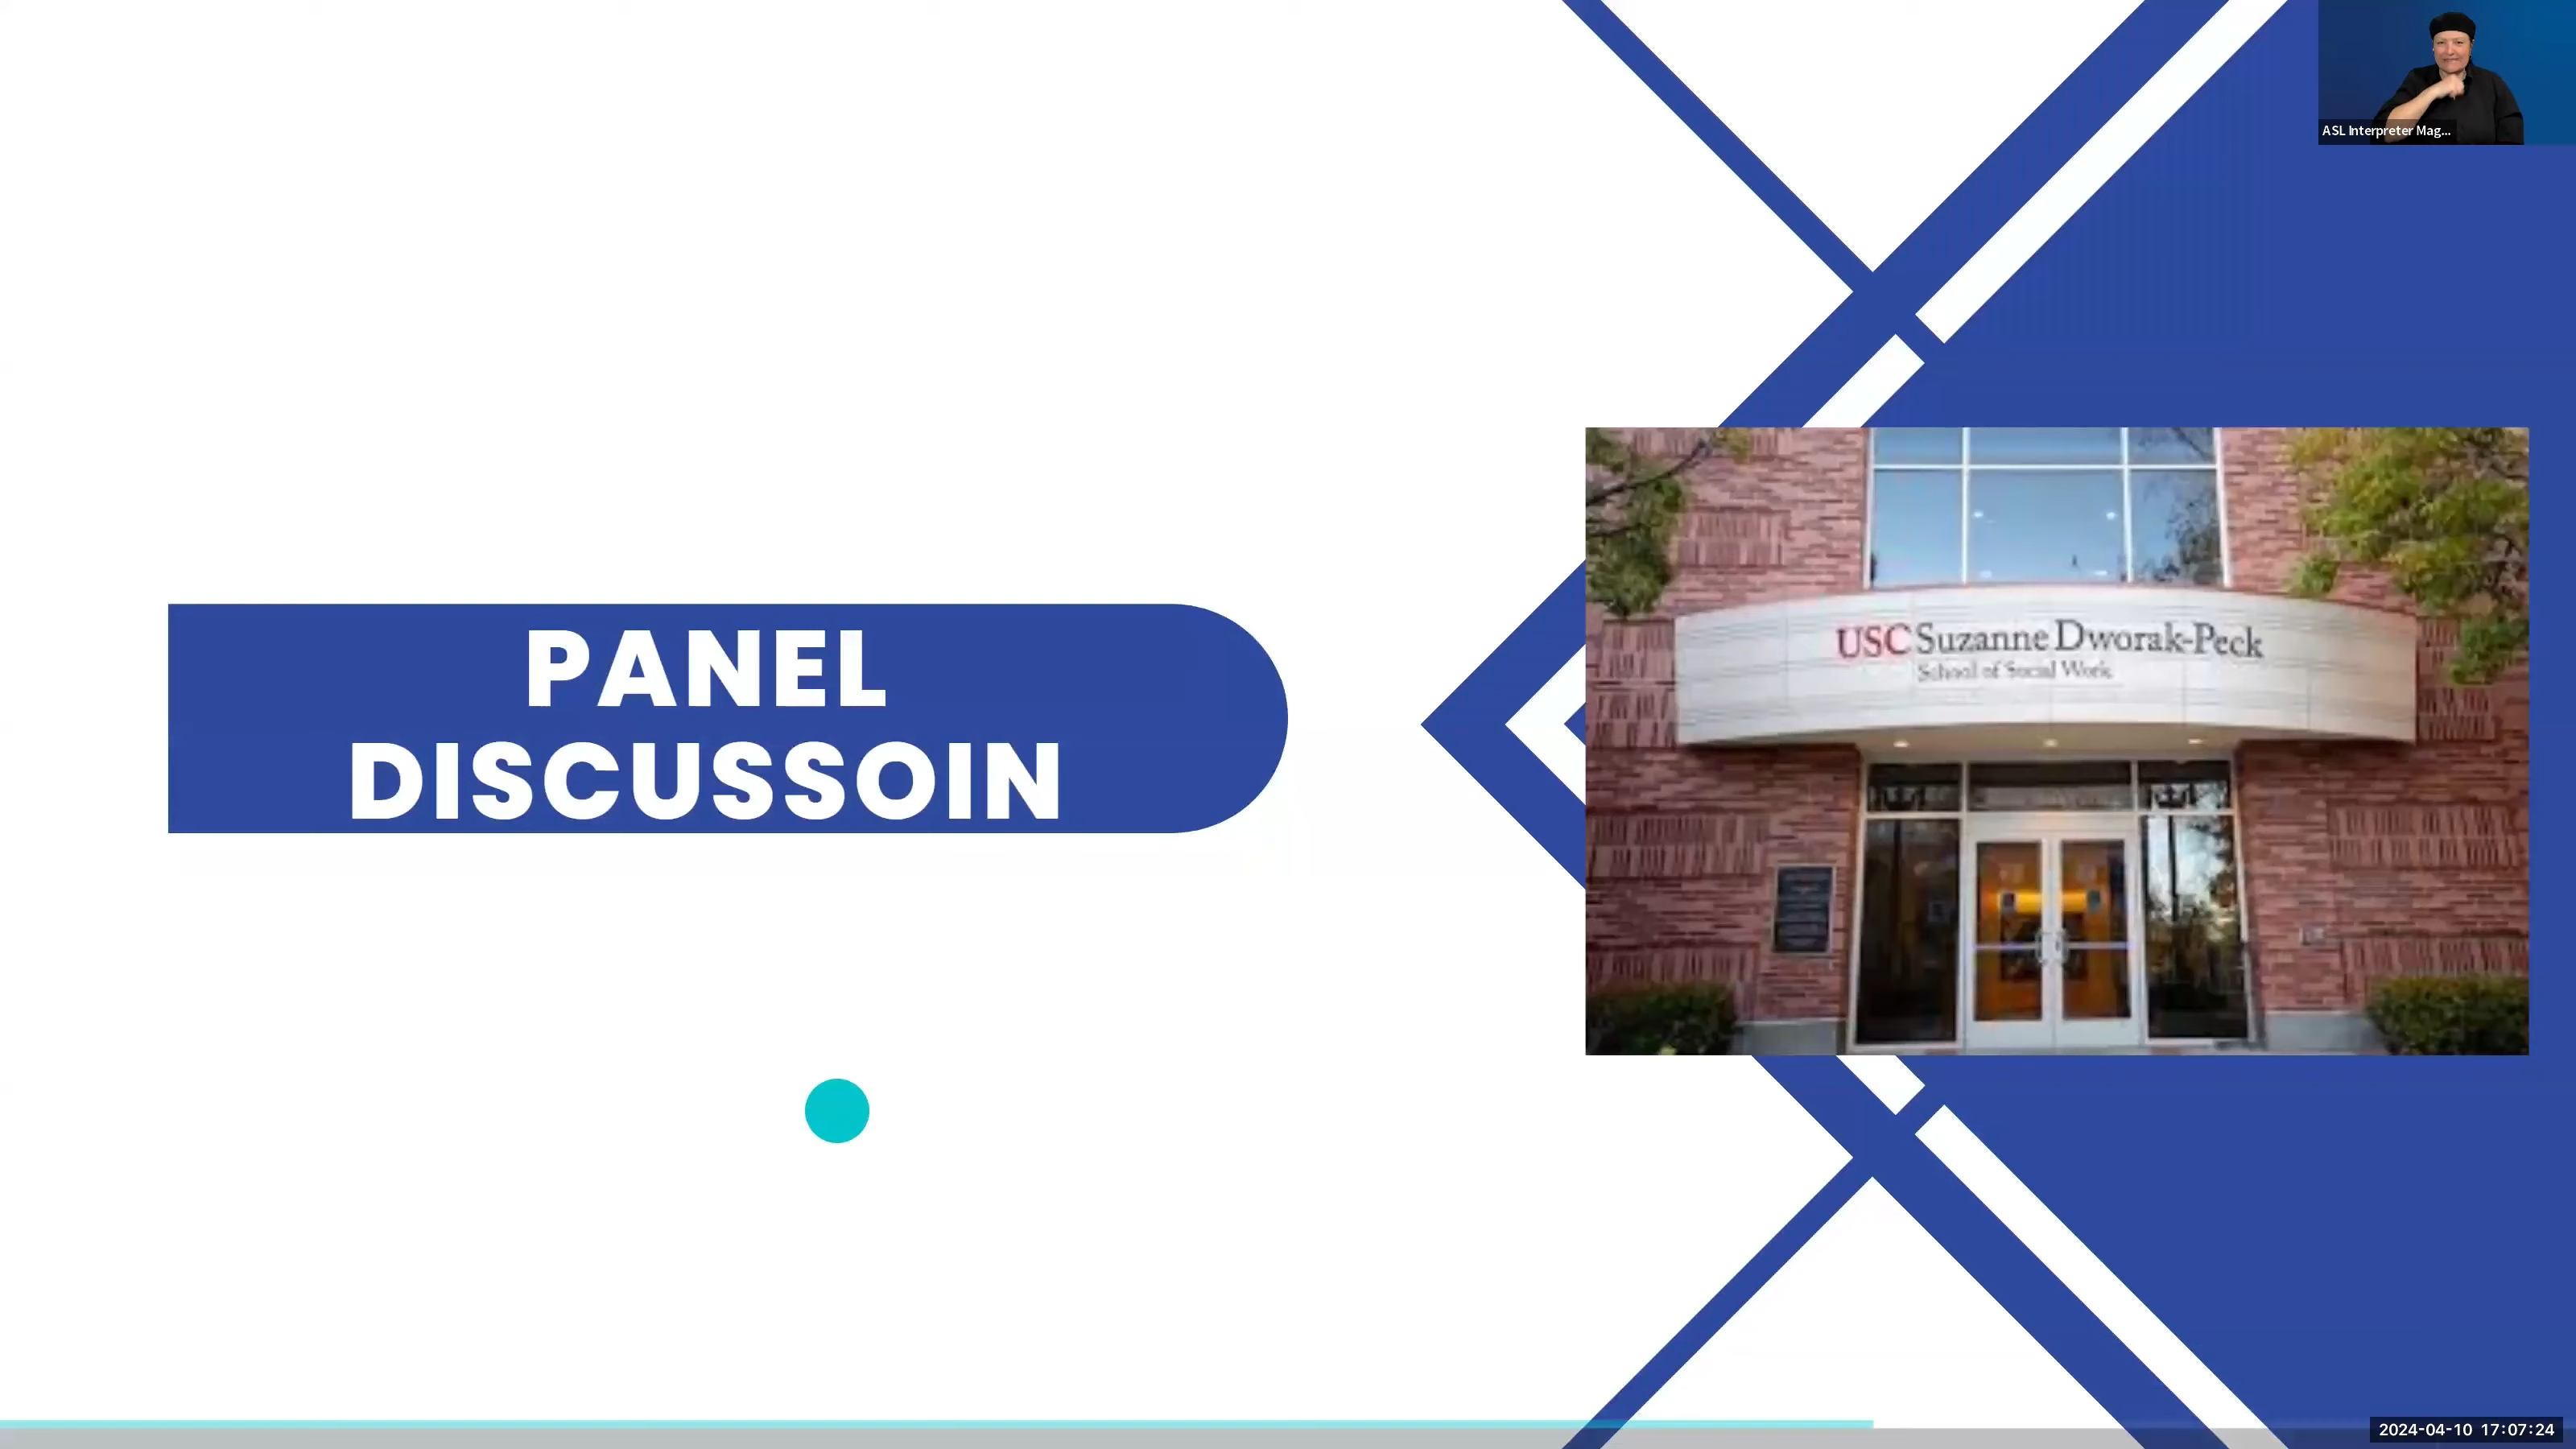 ASL Interpreter Mag...
PANEL
DISCUSSOIN
USC Suzanne Dworak-Peck
School of Social Work
2024-04-10 17:07:24